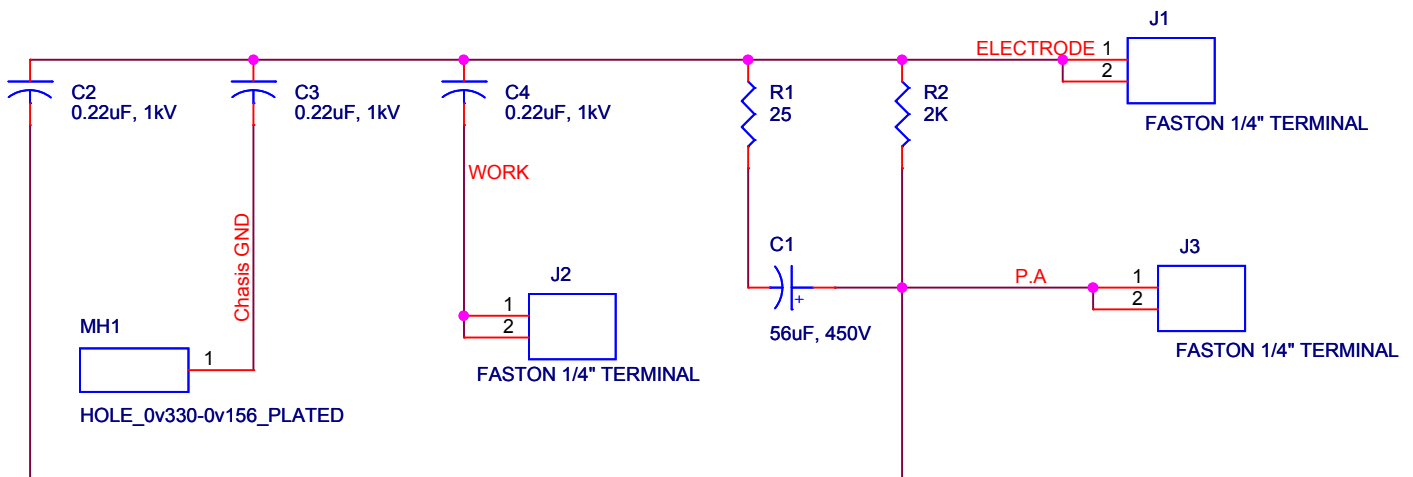 J1
ELECTRODE 1
2
FASTON 1/4" TERMINAL
C2
0.22uF, 1kV
C3
0.22uF, 1kV
C4
0.22uF, 1kV
R1
25
R2
2K
WORK
Chasis GND
C1
+
56uF, 450V
P.A
J3
1
2
FASTON 1/4" TERMINAL
J2
1
2
FASTON 1/4" TERMINAL
MH1
1
HOLE_0v330-0v156_PLATED